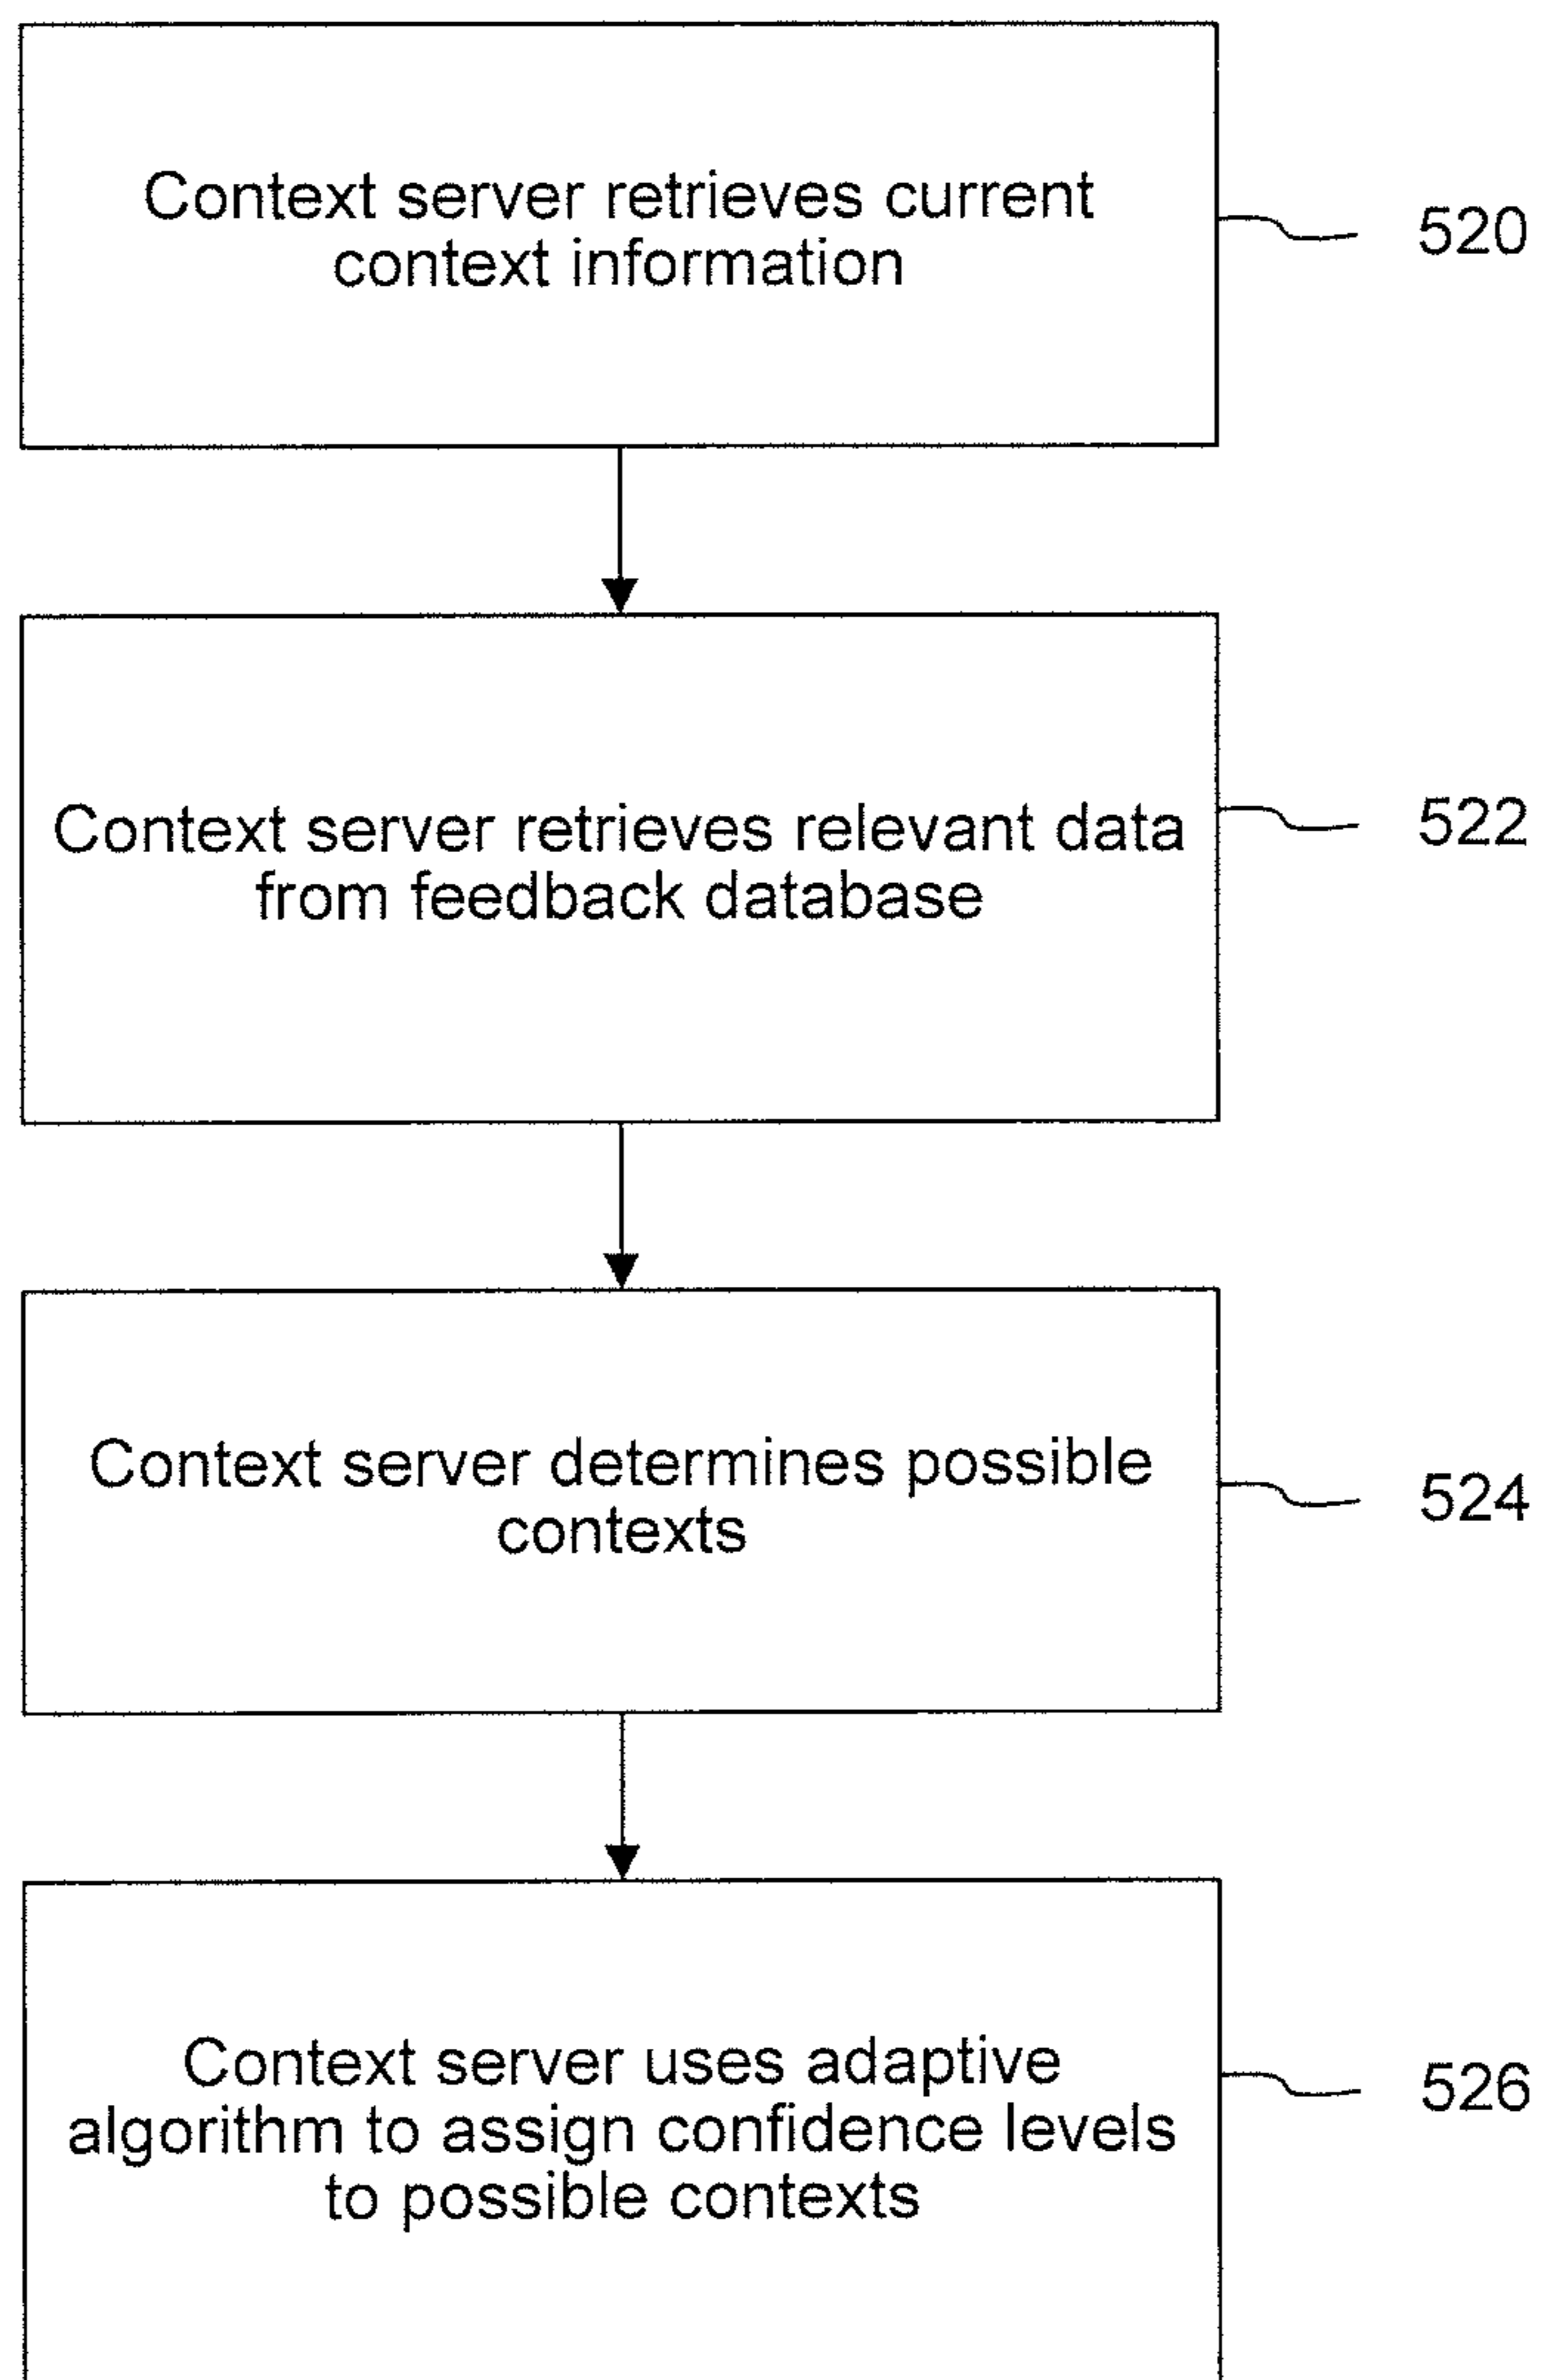 Context server retrieves current
context information
520
Context server retrieves relevant data
from feedback database
522
Context server determines possible
contexts
524
Context server uses adaptive
algorithm to assign confidence levels
to possible contexts
526